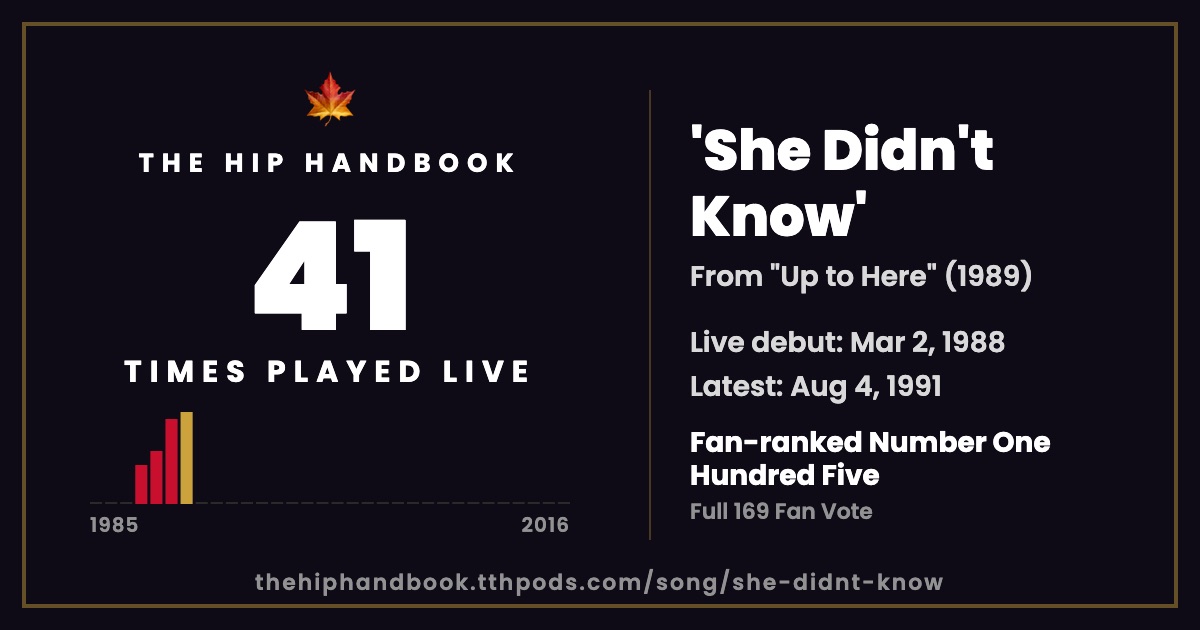 THE HIP HANDBOOK
41
TIMES PLAYED LIVE
1985
2016
'She Didn't
Know'
From "Up to Here" (1989)
Live debut: Mar 2, 1988
Latest: Aug 4, 1991
Fan-ranked Number One
Hundred Five
Full 169 Fan Vote
thehiphandbook.tthpods.com/song/she-didnt-know